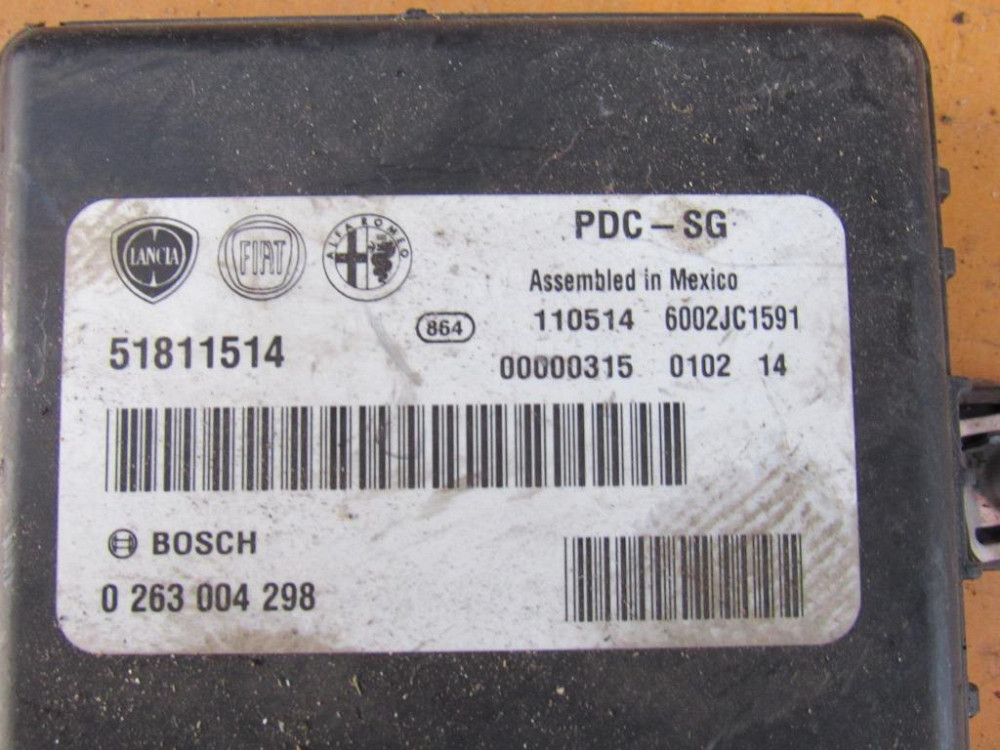 LANCIA FIAT ALFA ROMEO
PDC – SG
Assembled in Mexico
864 110514 6002JC1591
51811514
00000315 0102 14
BOSCH
0 263 004 298